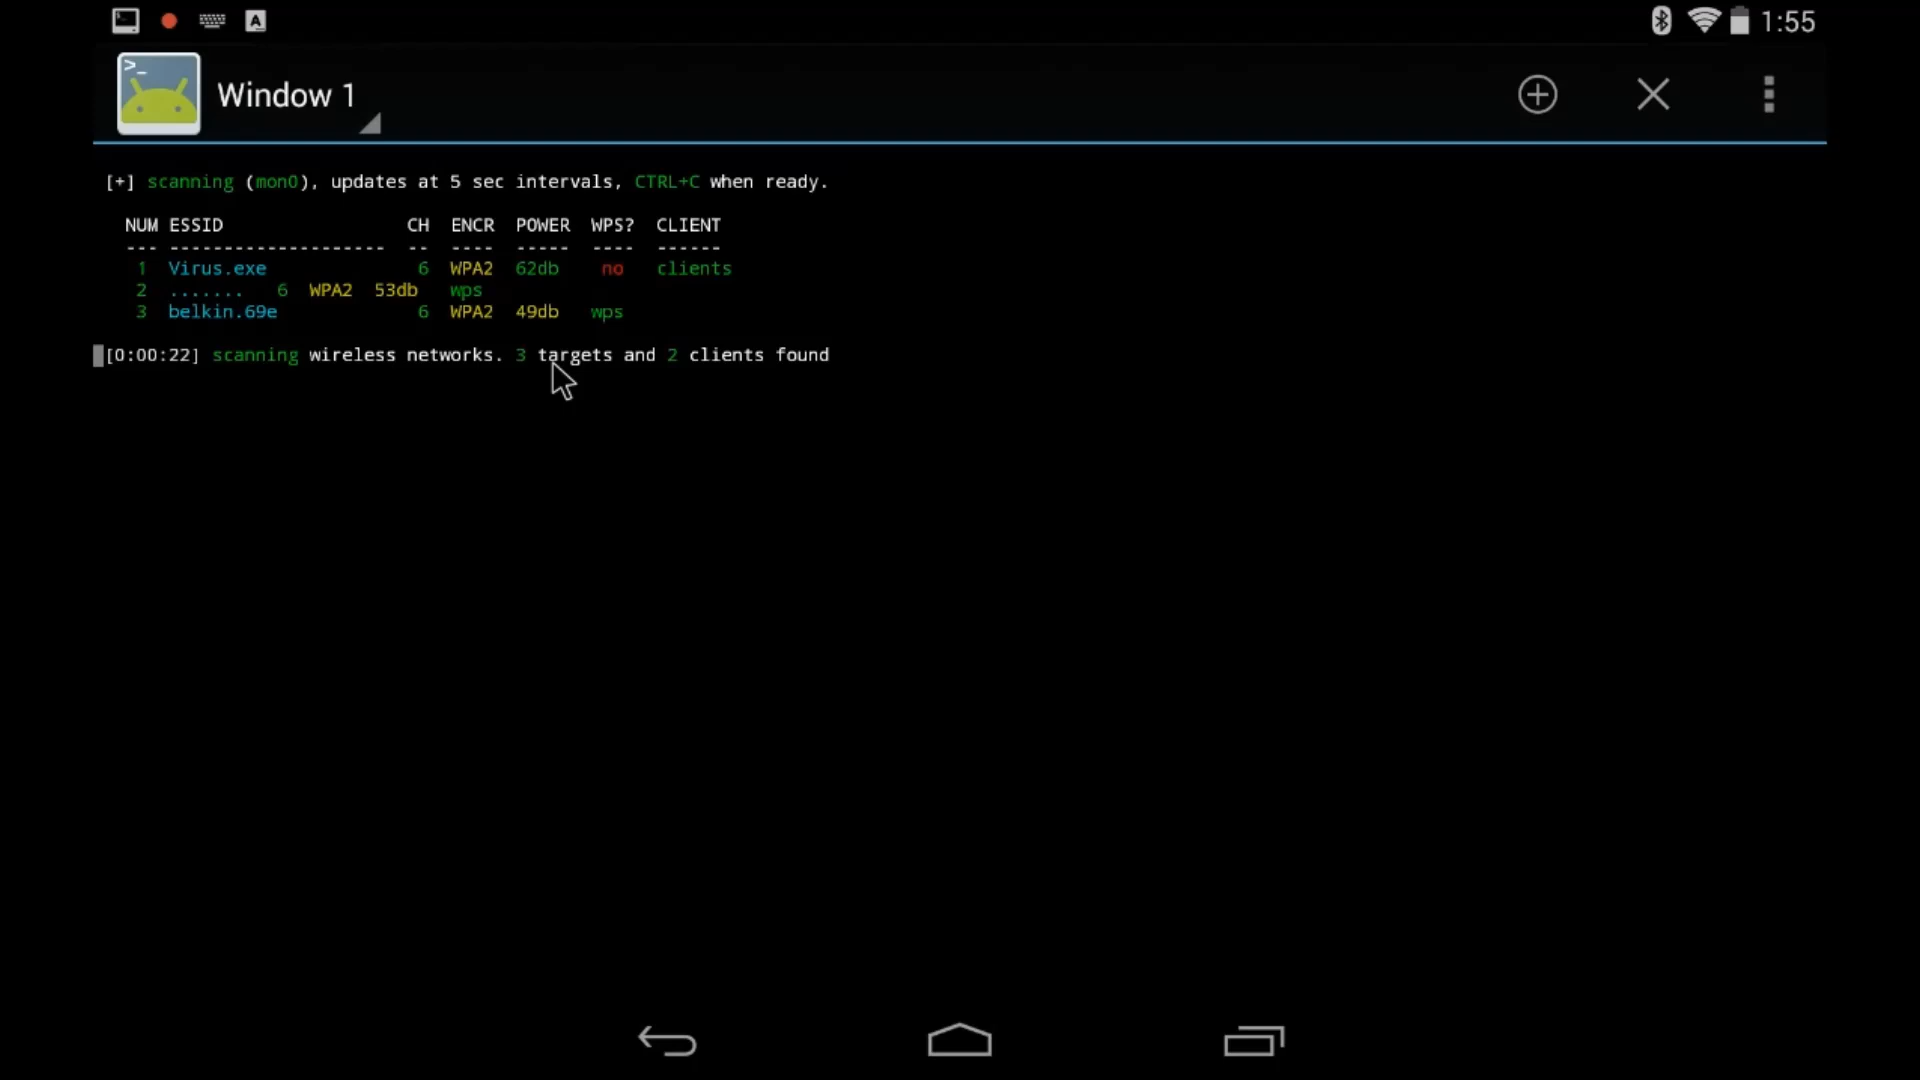 1:55
Window 1
[+] scanning (mon0), updates at 5 sec intervals, CTRL+C when ready.
NUM ESSID CH ENCR POWER WPS? CLIENT
--- -------------------- -- ---- ----- ---- ------
1 Virus.exe 6 WPA2 62db no clients
2 ....... 6 WPA2 53db wps
3 belkin.69e 6 WPA2 49db wps
[0:00:22] scanning wireless networks. 3 targets and 2 clients found